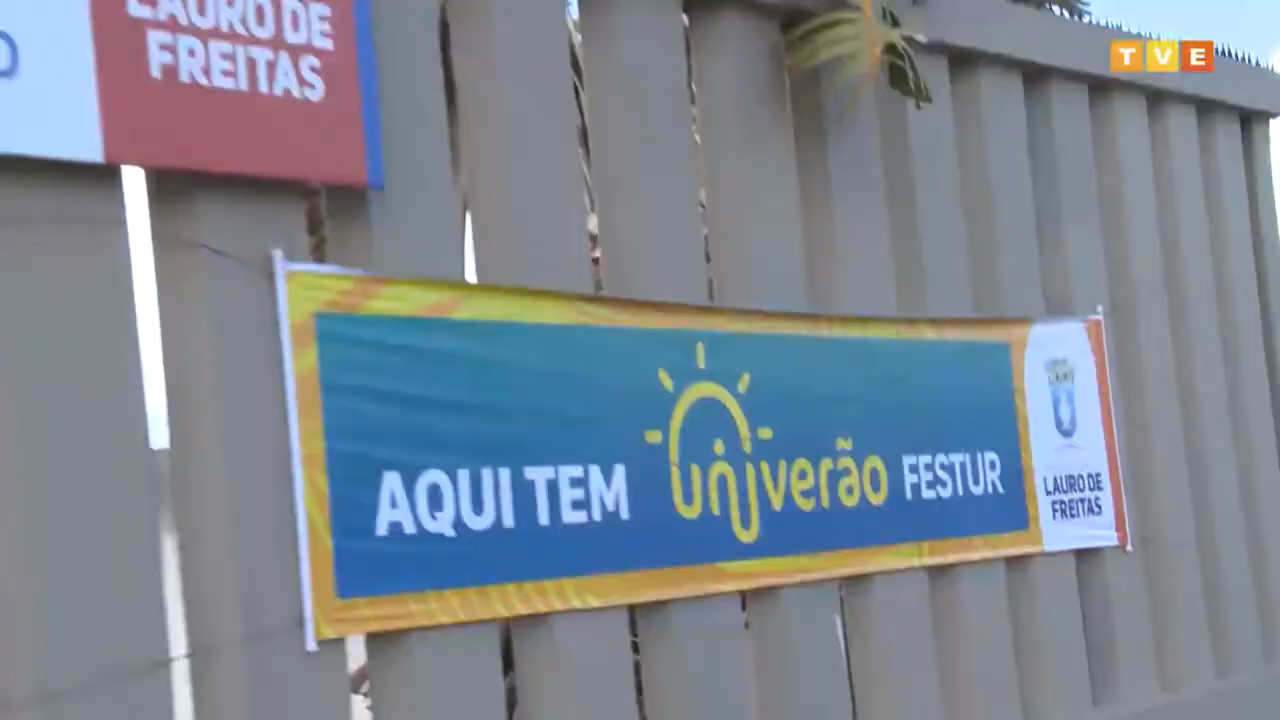 LAURO DE
FREITAS
TVE
AQUI TEM univerão FESTUR
LAURO DE
FREITAS